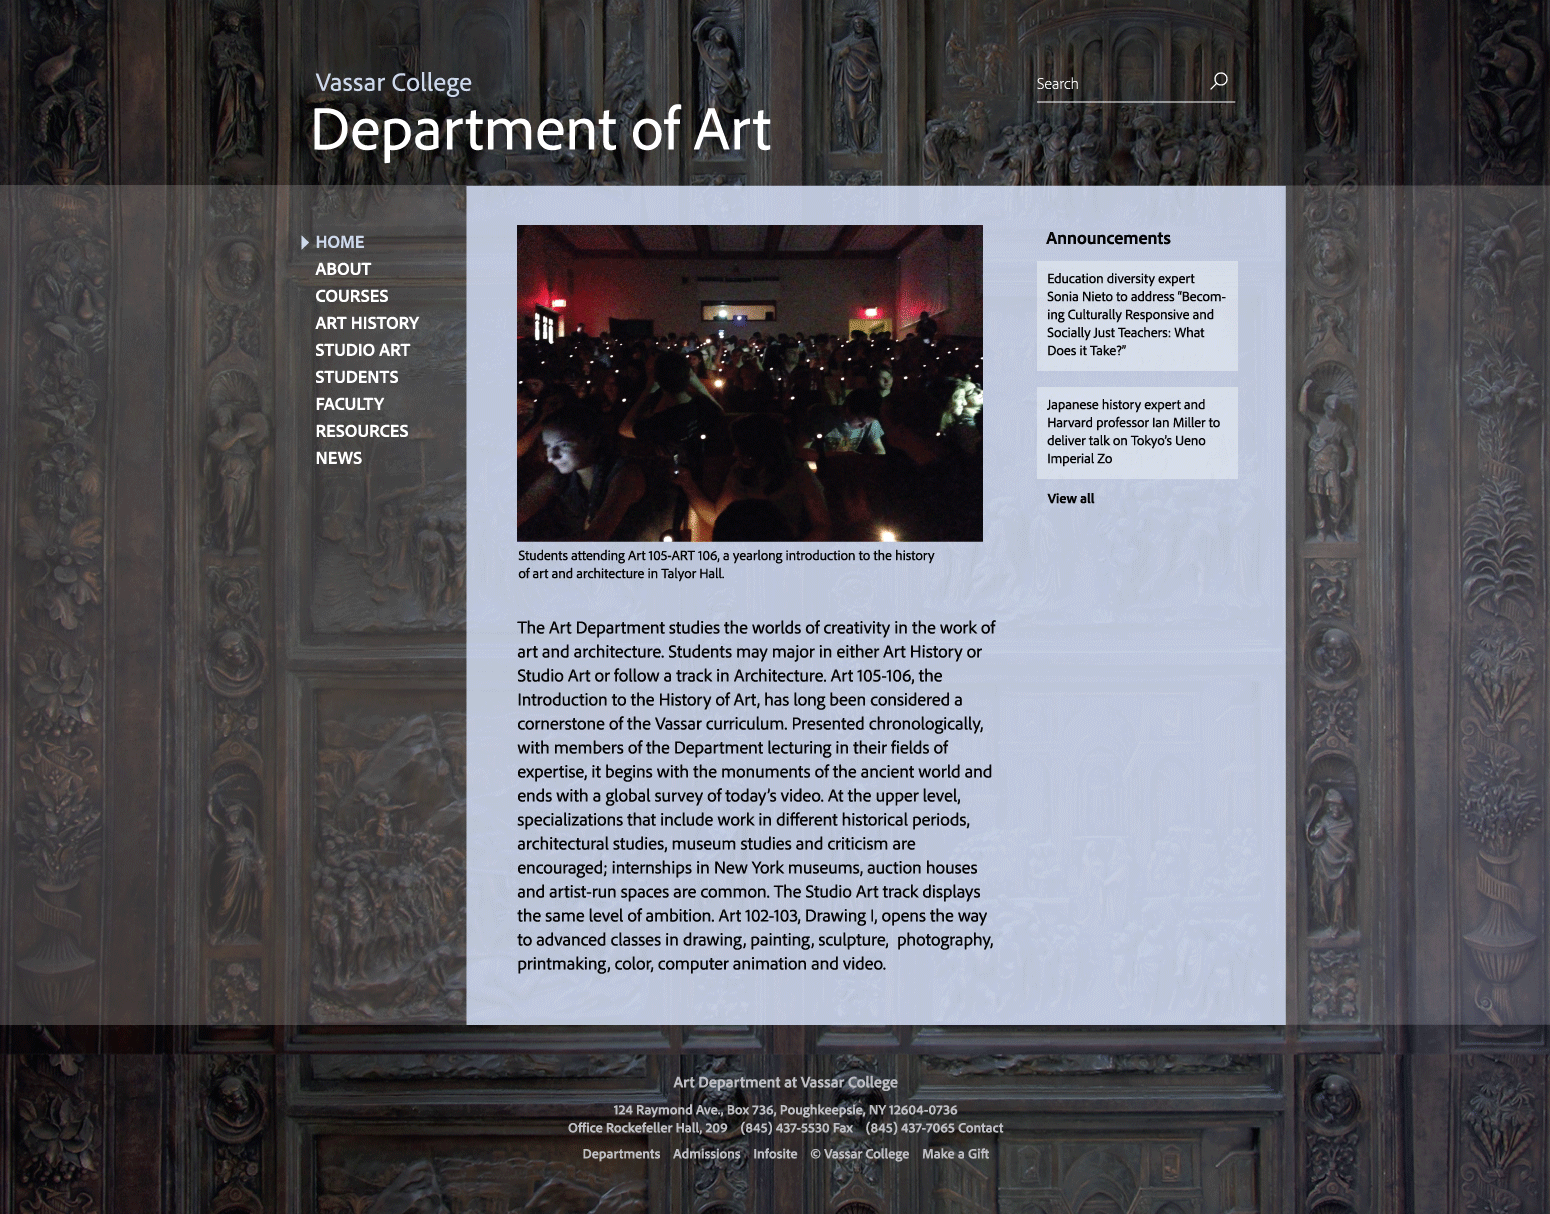 Vassar College
Department of Art
Search
HOME
ABOUT
COURSES
ART HISTORY
STUDIO ART
STUDENTS
FACULTY
RESOURCES
NEWS
Students attending Art 105-ART 106, a yearlong introduction to the history
of art and architecture in Talyor Hall.
The Art Department studies the worlds of creativity in the work of
art and architecture. Students may major in either Art History or
Studio Art or follow a track in Architecture. Art 105-106, the
Introduction to the History of Art, has long been considered a
cornerstone of the Vassar curriculum. Presented chronologically,
with members of the Department lecturing in their fields of
expertise, it begins with the monuments of the ancient world and
ends with a global survey of today's video. At the upper level,
specializations that include work in different historical periods,
architectural studies, museum studies and criticism are
encouraged; internships in New York museums, auction houses
and artist-run spaces are common. The Studio Art track displays
the same level of ambition. Art 102-103, Drawing I, opens the way
to advanced classes in drawing, painting, sculpture, photography,
printmaking, color, computer animation and video.
Announcements
Education diversity expert
Sonia Nieto to address "Becom-
ing Culturally Responsive and
Socially Just Teachers: What
Does it Take?"
Japanese history expert and
Harvard professor Ian Miller to
deliver talk on Tokyo's Ueno
Imperial Zo
View all
Art Department at Vassar College
124 Raymond Ave., Box 736, Poughkeepsie, NY 12604-0736
Office Rockefeller Hall, 209 (845) 437-5530 Fax (845) 437-7065 Contact
Departments Admissions Infosite © Vassar College Make a Gift